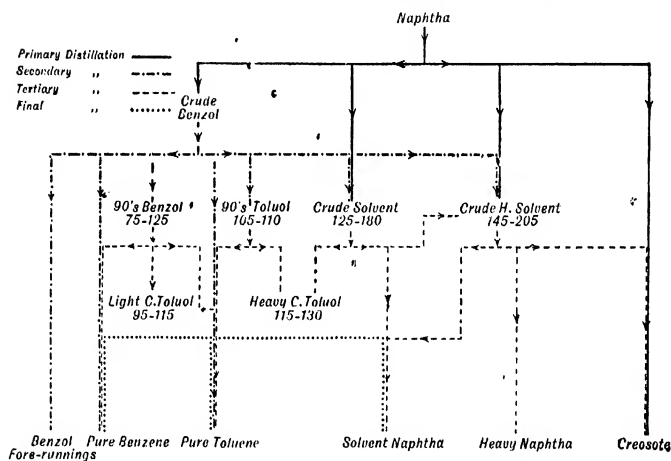 Naphtha
Primary Distillation
Secondary „
Tertiary „
Final „
Crude
Benzol
90's Benzol
75-125
90's Toluol
105-110
Crude Solvent
125-180
Crude H. Solvent
145-205
Light C. Toluol
95-115
Heavy C. Toluol
115-130
Benzol
Fore-runnings
Pure Benzene
Pure Toluene
Solvent Naphtha
Heavy Naphtha
Creosote